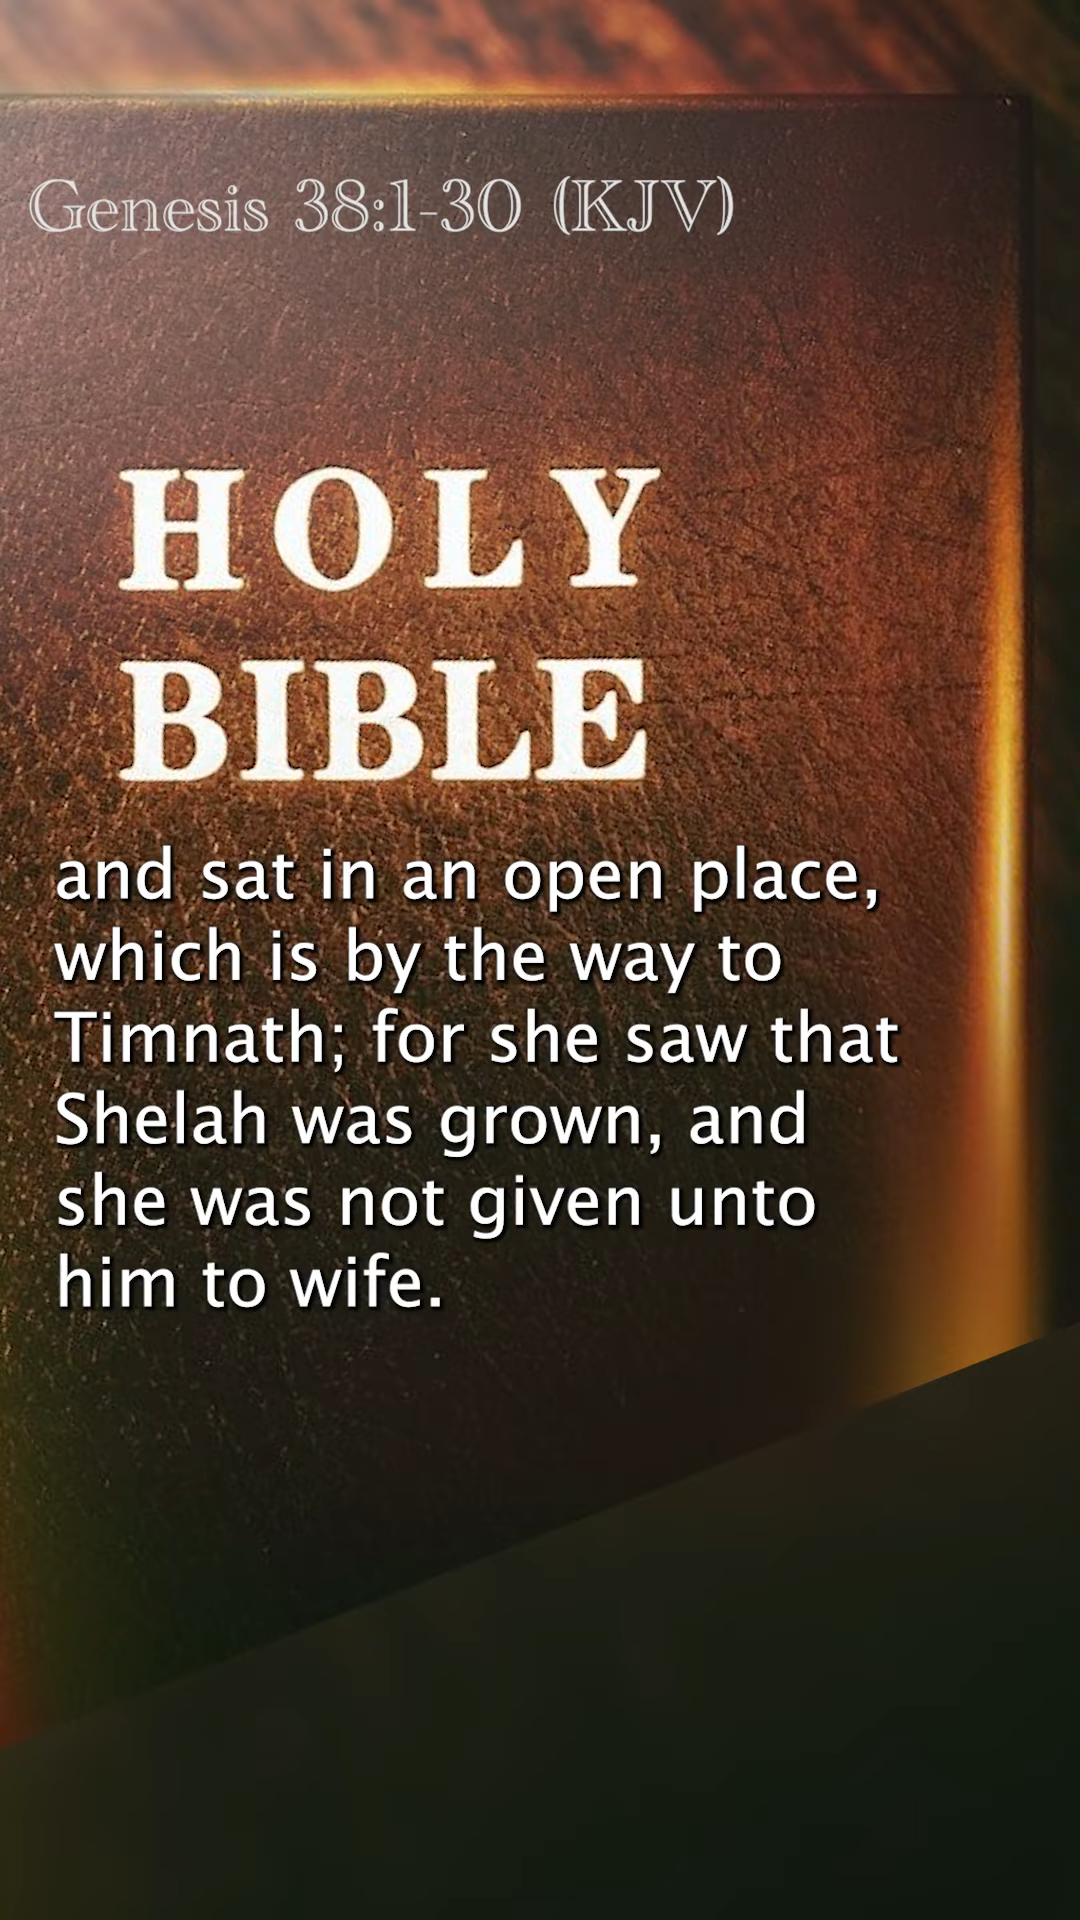 Genesis 38:1-30 (KJV)
HOLY
BIBLE
and sat in an open place,
which is by the way to
Timnath; for she saw that
Shelah was grown, and
she was not given unto
him to wife.